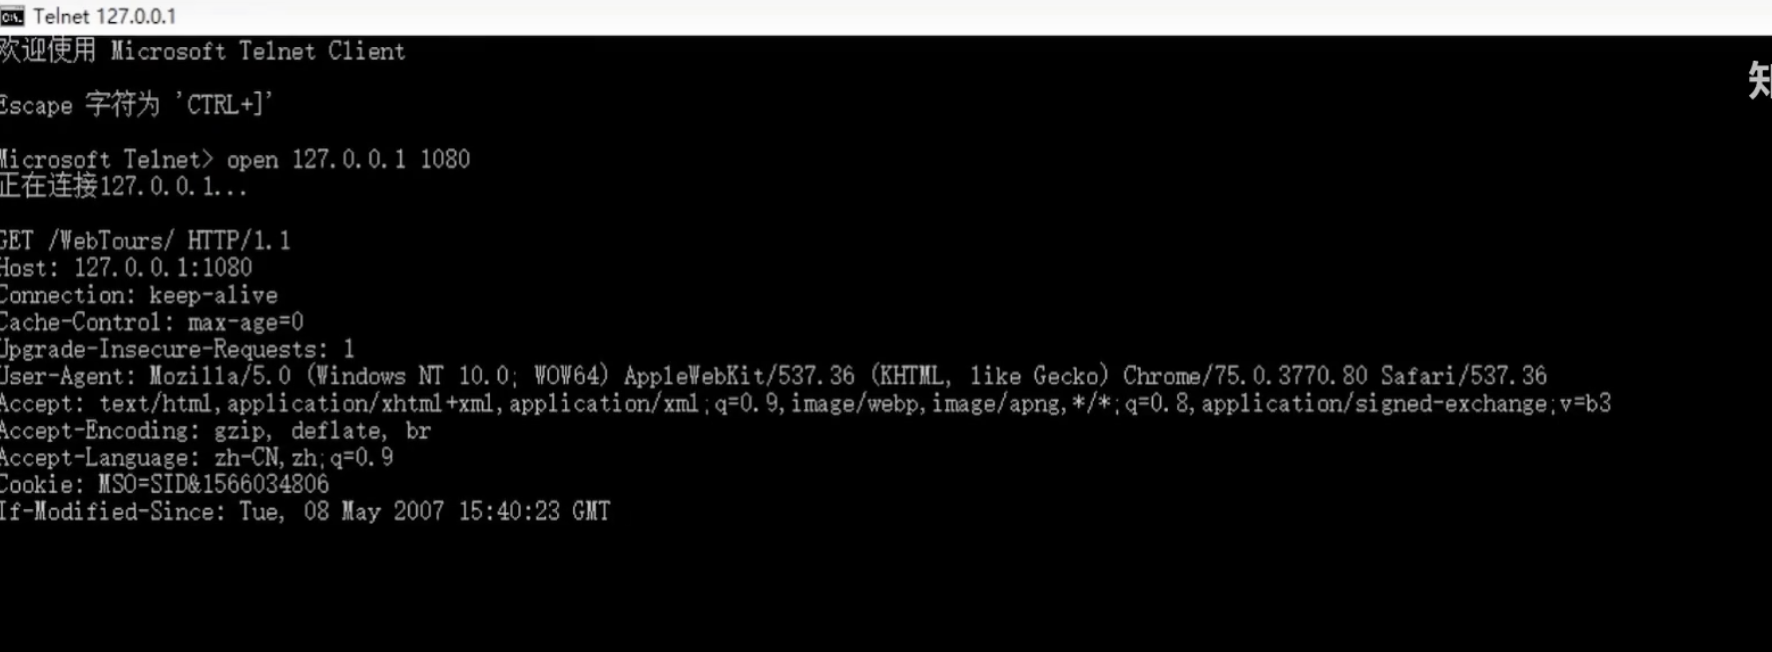 Telnet 127.0.0.1
欢迎使用 Microsoft Telnet Client
Escape 字符为 'CTRL+]'
Microsoft Telnet> open 127.0.0.1 1080
正在连接127.0.0.1...
GET /WebTours/ HTTP/1.1
Host: 127.0.0.1:1080
Connection: keep-alive
Cache-Control: max-age=0
Upgrade-Insecure-Requests: 1
User-Agent: Mozilla/5.0 (Windows NT 10.0; WOW64) AppleWebKit/537.36 (KHTML, like Gecko) Chrome/75.0.3770.80 Safari/537.36
Accept: text/html,application/xhtml+xml,application/xml;q=0.9,image/webp,image/apng,*/*;q=0.8,application/signed-exchange;v=b3
Accept-Encoding: gzip, deflate, br
Accept-Language: zh-CN,zh;q=0.9
Cookie: MSO=SID&1566034806
If-Modified-Since: Tue, 08 May 2007 15:40:23 GMT